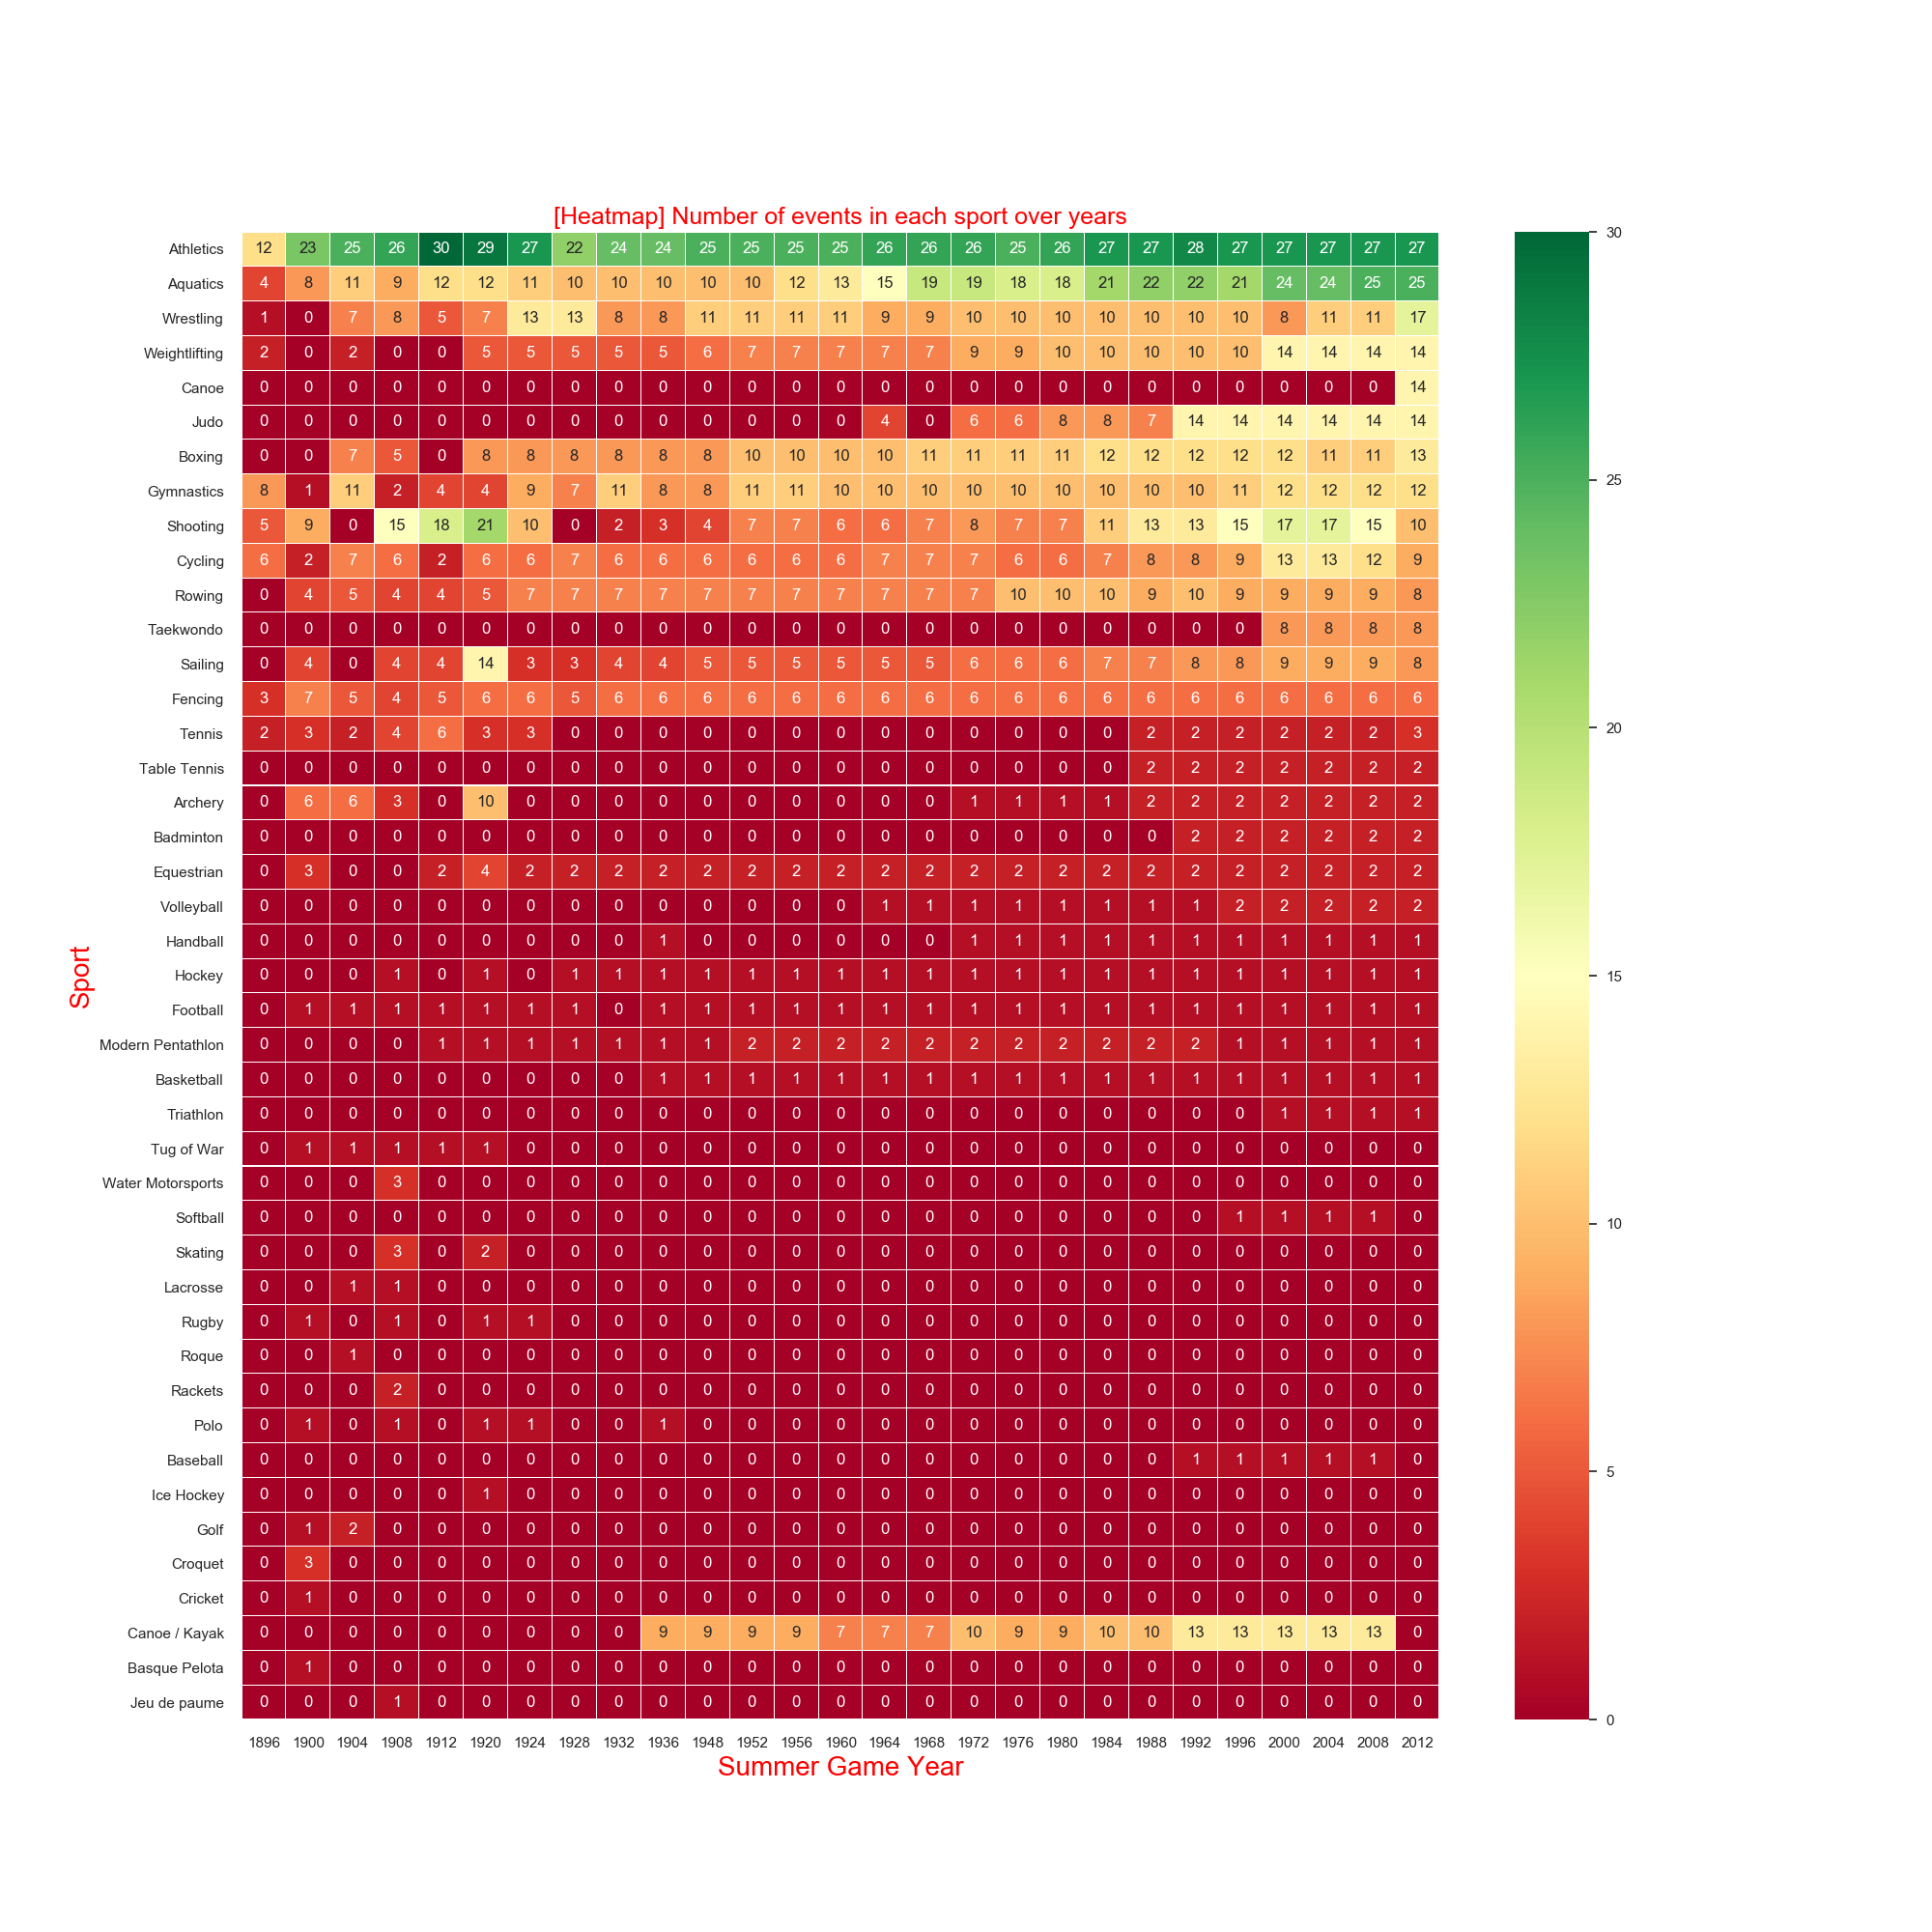 [Heatmap] Number of events in each sport over years
Athletics 12 23 25 26 30 29 27 22 24 24 25 25 25 25 26 26 26 25 26 27 27 28 27 27 27 27 27
Aquatics 4 8 11 9 12 12 11 10 10 10 10 10 12 13 15 19 19 18 18 21 22 22 21 24 24 25 25
Wrestling 1 0 7 8 5 7 13 13 8 8 11 11 11 11 9 9 10 10 10 10 10 10 10 8 11 11 17
Weightlifting 2 0 2 0 0 5 5 5 5 5 6 7 7 7 7 7 9 9 10 10 10 10 10 14 14 14 14
Canoe 0 0 0 0 0 0 0 0 0 0 0 0 0 0 0 0 0 0 0 0 0 0 0 0 0 0 14
Judo 0 0 0 0 0 0 0 0 0 0 0 0 0 0 4 0 6 6 8 8 7 14 14 14 14 14 14
Boxing 0 0 7 5 0 8 8 8 8 8 8 10 10 10 10 11 11 11 11 12 12 12 12 12 11 11 13
Gymnastics 8 1 11 2 4 4 9 7 11 8 8 11 11 10 10 10 10 10 10 10 10 10 11 12 12 12 12
Shooting 5 9 0 15 18 21 10 0 2 3 4 7 7 6 6 7 8 7 7 11 13 13 15 17 17 15 10
Cycling 6 2 7 6 2 6 6 7 6 6 6 6 6 6 7 7 7 6 6 7 8 8 9 13 13 12 9
Rowing 0 4 5 4 4 5 7 7 7 7 7 7 7 7 7 7 7 10 10 10 9 10 9 9 9 9 8
Taekwondo 0 0 0 0 0 0 0 0 0 0 0 0 0 0 0 0 0 0 0 0 0 0 0 8 8 8 8
Sailing 0 4 0 4 4 14 3 3 4 4 5 5 5 5 5 5 6 6 6 7 7 8 8 9 9 9 8
Fencing 3 7 5 4 5 6 6 5 6 6 6 6 6 6 6 6 6 6 6 6 6 6 6 6 6 6 6
Tennis 2 3 2 4 6 3 3 0 0 0 0 0 0 0 0 0 0 0 0 0 2 2 2 2 2 2 3
Table Tennis 0 0 0 0 0 0 0 0 0 0 0 0 0 0 0 0 0 0 0 0 2 2 2 2 2 2 2
Archery 0 6 6 3 0 10 0 0 0 0 0 0 0 0 0 0 1 1 1 1 2 2 2 2 2 2 2
Badminton 0 0 0 0 0 0 0 0 0 0 0 0 0 0 0 0 0 0 0 0 0 2 2 2 2 2 2
Equestrian 0 3 0 0 2 4 2 2 2 2 2 2 2 2 2 2 2 2 2 2 2 2 2 2 2 2 2
Volleyball 0 0 0 0 0 0 0 0 0 0 0 0 0 0 1 1 1 1 1 1 1 1 2 2 2 2 2
Handball 0 0 0 0 0 0 0 0 0 1 0 0 0 0 0 0 1 1 1 1 1 1 1 1 1 1 1
Hockey 0 0 0 1 0 1 0 1 1 1 1 1 1 1 1 1 1 1 1 1 1 1 1 1 1 1 1
Football 0 1 1 1 1 1 1 1 0 1 1 1 1 1 1 1 1 1 1 1 1 1 1 1 1 1 1
Modern Pentathlon 0 0 0 0 1 1 1 1 1 1 1 2 2 2 2 2 2 2 2 2 2 2 1 1 1 1 1
Basketball 0 0 0 0 0 0 0 0 0 1 1 1 1 1 1 1 1 1 1 1 1 1 1 1 1 1 1
Triathlon 0 0 0 0 0 0 0 0 0 0 0 0 0 0 0 0 0 0 0 0 0 0 0 1 1 1 1
Tug of War 0 1 1 1 1 1 0 0 0 0 0 0 0 0 0 0 0 0 0 0 0 0 0 0 0 0 0
Water Motorsports 0 0 0 3 0 0 0 0 0 0 0 0 0 0 0 0 0 0 0 0 0 0 0 0 0 0 0
Softball 0 0 0 0 0 0 0 0 0 0 0 0 0 0 0 0 0 0 0 0 0 0 1 1 1 1 0
Skating 0 0 0 3 0 2 0 0 0 0 0 0 0 0 0 0 0 0 0 0 0 0 0 0 0 0 0
Lacrosse 0 0 1 1 0 0 0 0 0 0 0 0 0 0 0 0 0 0 0 0 0 0 0 0 0 0 0
Rugby 0 1 0 1 0 1 1 0 0 0 0 0 0 0 0 0 0 0 0 0 0 0 0 0 0 0 0
Roque 0 0 1 0 0 0 0 0 0 0 0 0 0 0 0 0 0 0 0 0 0 0 0 0 0 0 0
Rackets 0 0 0 2 0 0 0 0 0 0 0 0 0 0 0 0 0 0 0 0 0 0 0 0 0 0 0
Polo 0 1 0 1 0 1 1 0 0 1 0 0 0 0 0 0 0 0 0 0 0 0 0 0 0 0 0
Baseball 0 0 0 0 0 0 0 0 0 0 0 0 0 0 0 0 0 0 0 0 0 1 1 1 1 1 0
Ice Hockey 0 0 0 0 0 1 0 0 0 0 0 0 0 0 0 0 0 0 0 0 0 0 0 0 0 0 0
Golf 0 1 2 0 0 0 0 0 0 0 0 0 0 0 0 0 0 0 0 0 0 0 0 0 0 0 0
Croquet 0 3 0 0 0 0 0 0 0 0 0 0 0 0 0 0 0 0 0 0 0 0 0 0 0 0 0
Cricket 0 1 0 0 0 0 0 0 0 0 0 0 0 0 0 0 0 0 0 0 0 0 0 0 0 0 0
Canoe / Kayak 0 0 0 0 0 0 0 0 0 9 9 9 9 7 7 7 10 9 9 10 10 13 13 13 13 13 0
Basque Pelota 0 1 0 0 0 0 0 0 0 0 0 0 0 0 0 0 0 0 0 0 0 0 0 0 0 0 0
Jeu de paume 0 0 0 1 0 0 0 0 0 0 0 0 0 0 0 0 0 0 0 0 0 0 0 0 0 0 0
1896 1900 1904 1908 1912 1920 1924 1928 1932 1936 1948 1952 1956 1960 1964 1968 1972 1976 1980 1984 1988 1992 1996 2000 2004 2008 2012
Summer Game Year
Sport
30
25
20
15
10
5
0